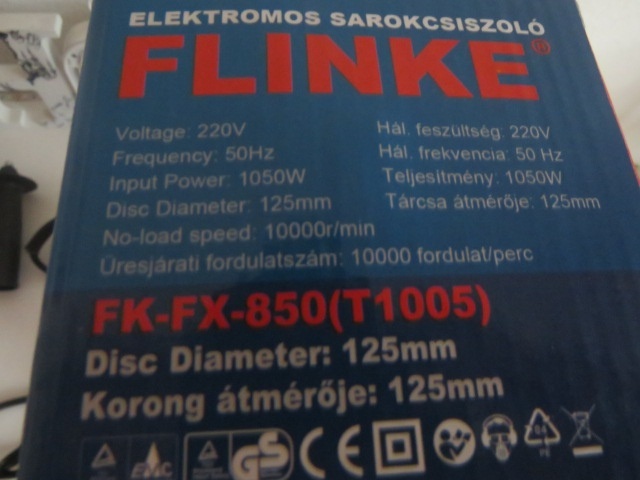 ELEKTROMOS SAROKCSISZOLÓ
FLINKE®
Voltage: 220V
Frequency: 50Hz
Input Power: 1050W
Disc Diameter: 125mm
No-load speed: 10000r/min
Üresjárati fordulatszám: 10000 fordulat/perc
Hál. feszültség: 220V
Hál. frekvencia: 50 Hz
Teljesítmény: 1050W
Tárcsa átmérője: 125mm
FK-FX-850(T1005)
Disc Diameter: 125mm
Korong átmérője: 125mm
EMC GS CE